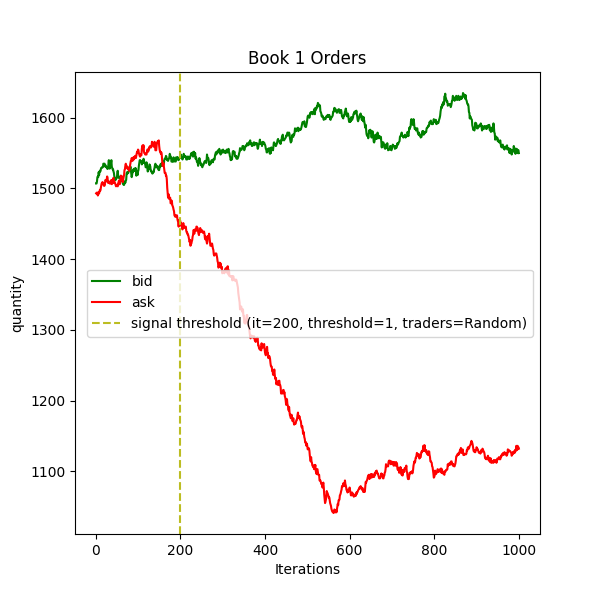 Book 1 Orders
quantity
1600
1500
1400
1300
1200
1100
bid
ask
signal threshold (it=200, threshold=1, traders=Random)
0 200 400 600 800 1000
Iterations